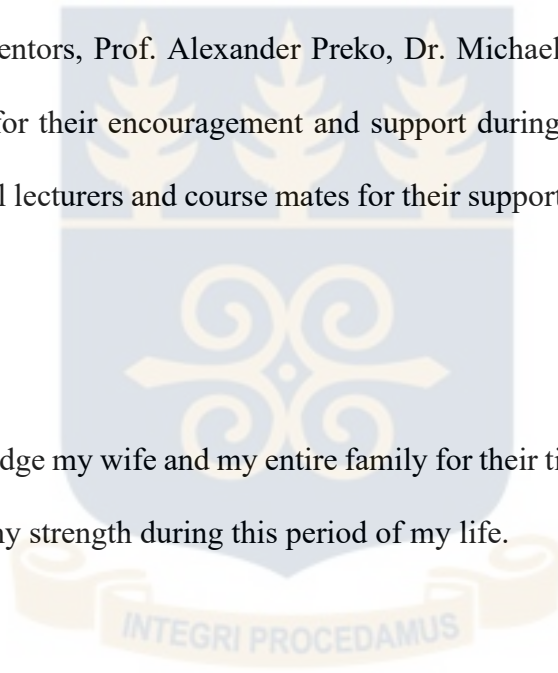 entors, Prof. Alexander Preko, Dr. Michael
for their encouragement and support during
l lecturers and course mates for their support
dge my wife and my entire family for their ti
ny strength during this period of my life.
INTEGRI PROCEDAMUS